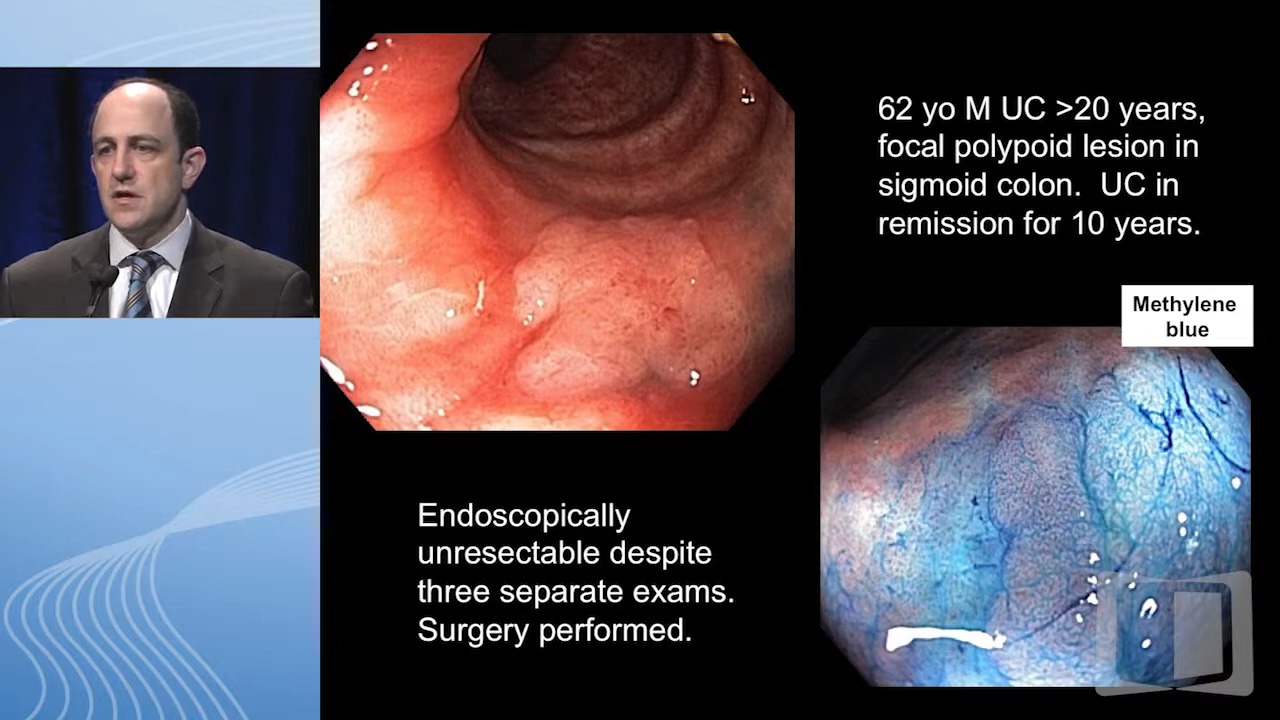 62 yo M UC >20 years,
focal polypoid lesion in
sigmoid colon.  UC in
remission for 10 years.
Methylene
blue
Endoscopically
unresectable despite
three separate exams.
Surgery performed.